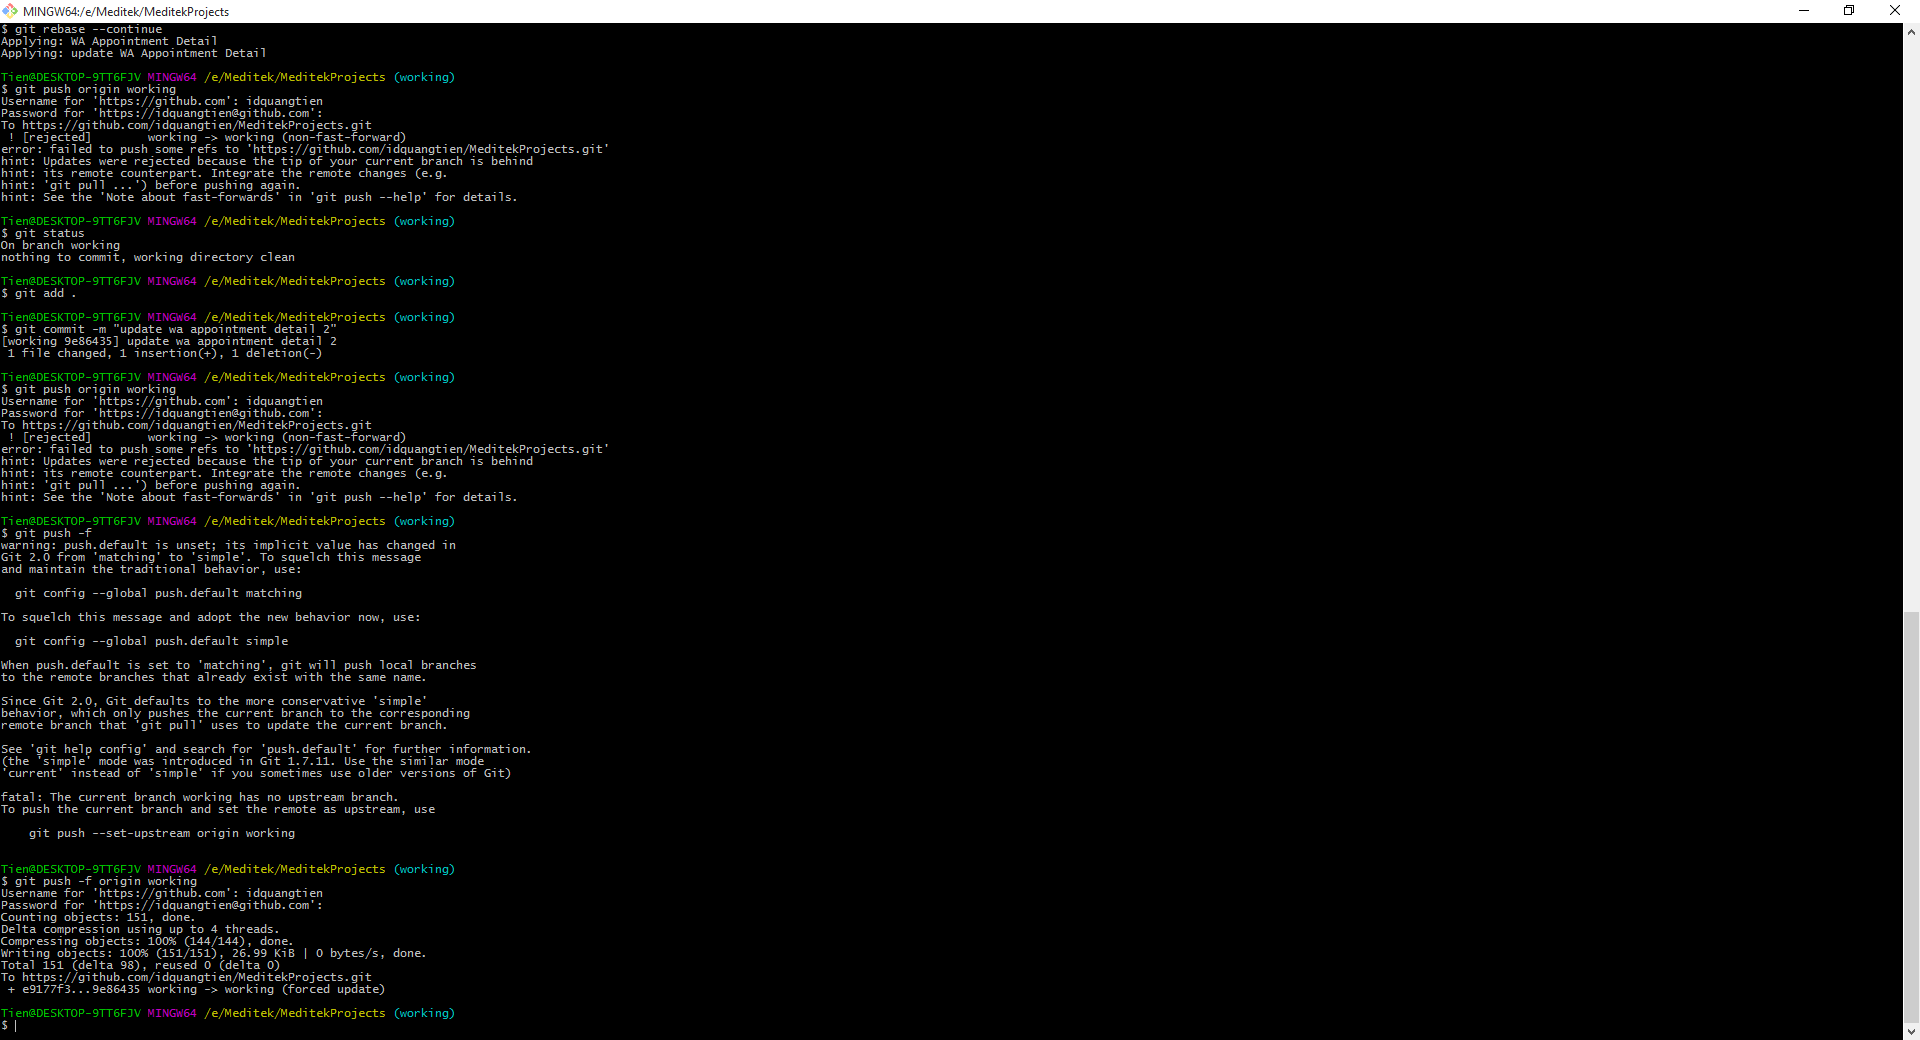 MINGW64:/e/Meditek/MeditekProjects
$ git rebase --continue
Applying: WA Appointment Detail
Applying: update WA Appointment Detail
Tien@DESKTOP-9TT6FJV MINGW64 /e/Meditek/MeditekProjects (working)
$ git push origin working
Username for 'https://github.com': idquangtien
Password for 'https://idquangtien@github.com':
To https://github.com/idquangtien/MeditekProjects.git
 ! [rejected]        working -> working (non-fast-forward)
error: failed to push some refs to 'https://github.com/idquangtien/MeditekProjects.git'
hint: Updates were rejected because the tip of your current branch is behind
hint: its remote counterpart. Integrate the remote changes (e.g.
hint: 'git pull ...') before pushing again.
hint: See the 'Note about fast-forwards' in 'git push --help' for details.
Tien@DESKTOP-9TT6FJV MINGW64 /e/Meditek/MeditekProjects (working)
$ git status
On branch working
nothing to commit, working directory clean
Tien@DESKTOP-9TT6FJV MINGW64 /e/Meditek/MeditekProjects (working)
$ git add .
Tien@DESKTOP-9TT6FJV MINGW64 /e/Meditek/MeditekProjects (working)
$ git commit -m "update wa appointment detail 2"
[working 9e86435] update wa appointment detail 2
 1 file changed, 1 insertion(+), 1 deletion(-)
Tien@DESKTOP-9TT6FJV MINGW64 /e/Meditek/MeditekProjects (working)
$ git push origin working
Username for 'https://github.com': idquangtien
Password for 'https://idquangtien@github.com':
To https://github.com/idquangtien/MeditekProjects.git
 ! [rejected]        working -> working (non-fast-forward)
error: failed to push some refs to 'https://github.com/idquangtien/MeditekProjects.git'
hint: Updates were rejected because the tip of your current branch is behind
hint: its remote counterpart. Integrate the remote changes (e.g.
hint: 'git pull ...') before pushing again.
hint: See the 'Note about fast-forwards' in 'git push --help' for details.
Tien@DESKTOP-9TT6FJV MINGW64 /e/Meditek/MeditekProjects (working)
$ git push -f
warning: push.default is unset; its implicit value has changed in
Git 2.0 from 'matching' to 'simple'. To squelch this message
and maintain the traditional behavior, use:
  git config --global push.default matching
To squelch this message and adopt the new behavior now, use:
  git config --global push.default simple
When push.default is set to 'matching', git will push local branches
to the remote branches that already exist with the same name.
Since Git 2.0, Git defaults to the more conservative 'simple'
behavior, which only pushes the current branch to the corresponding
remote branch that 'git pull' uses to update the current branch.
See 'git help config' and search for 'push.default' for further information.
(the 'simple' mode was introduced in Git 1.7.11. Use the similar mode
'current' instead of 'simple' if you sometimes use older versions of Git)
fatal: The current branch working has no upstream branch.
To push the current branch and set the remote as upstream, use
    git push --set-upstream origin working
Tien@DESKTOP-9TT6FJV MINGW64 /e/Meditek/MeditekProjects (working)
$ git push -f origin working
Username for 'https://github.com': idquangtien
Password for 'https://idquangtien@github.com':
Counting objects: 151, done.
Delta compression using up to 4 threads.
Compressing objects: 100% (144/144), done.
Writing objects: 100% (151/151), 26.99 KiB | 0 bytes/s, done.
Total 151 (delta 98), reused 0 (delta 0)
To https://github.com/idquangtien/MeditekProjects.git
 + e9177f3...9e86435 working -> working (forced update)
Tien@DESKTOP-9TT6FJV MINGW64 /e/Meditek/MeditekProjects (working)
$